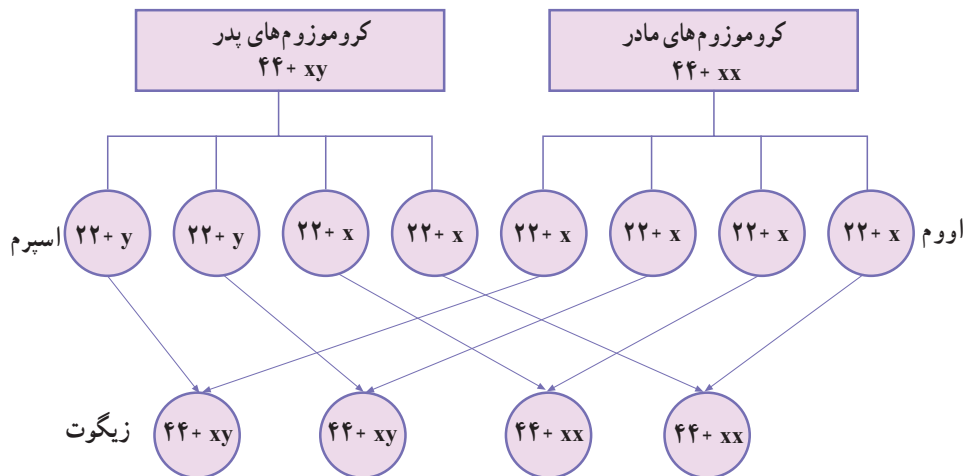 کروموزوم‌های مادر
۴۴+ xx
کروموزوم‌های پدر
۴۴+ xy
اسپرم
۲۲+ y
۲۲+ y
۲۲+ x
۲۲+ x
۲۲+ x
۲۲+ x
۲۲+ x
۲۲+ x
اووم
زیگوت
۴۴+ xy
۴۴+ xy
۴۴+ xx
۴۴+ xx